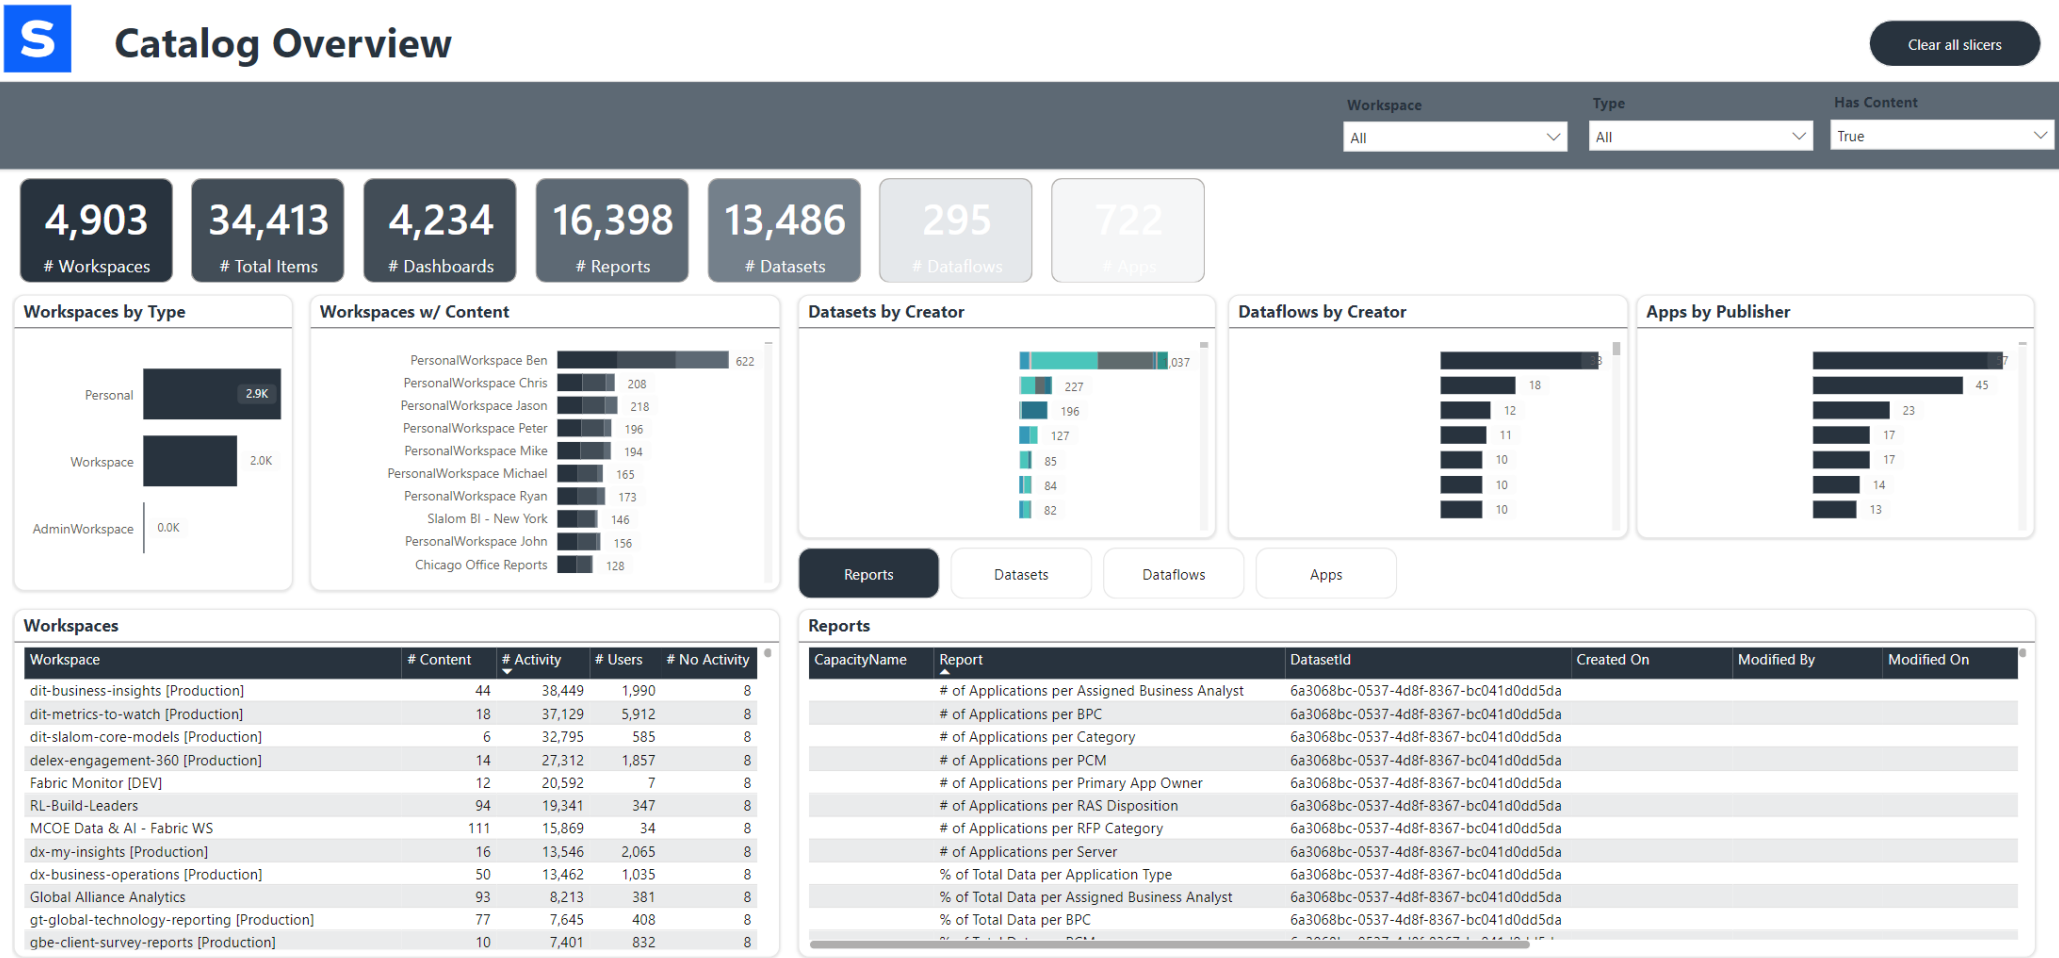 S
Catalog Overview
Clear all slicers
Workspace
Type
Has Content
All
All
True
4,903
# Workspaces
34,413
# Total Items
4,234
# Dashboards
16,398
# Reports
13,486
# Datasets
295
# Dataflows
722
# Apps
Workspaces by Type
Personal 2.9K
Workspace 2.0K
AdminWorkspace 0.0K
Workspaces w/ Content
PersonalWorkspace Ben 622
PersonalWorkspace Chris 208
PersonalWorkspace Jason 218
PersonalWorkspace Peter 196
PersonalWorkspace Mike 194
PersonalWorkspace Michael 165
PersonalWorkspace Ryan 173
Slalom BI - New York 146
PersonalWorkspace John 156
Chicago Office Reports 128
Datasets by Creator
,037
227
196
127
85
84
82
Dataflows by Creator
18
12
11
10
10
10
Apps by Publisher
45
23
17
17
14
13
Reports
Datasets
Dataflows
Apps
Workspaces
Workspace # Content # Activity # Users # No Activity
dit-business-insights [Production] 44 38,449 1,990 8
dit-metrics-to-watch [Production] 18 37,129 5,912 8
dit-slalom-core-models [Production] 6 32,795 585 8
delex-engagement-360 [Production] 14 27,312 1,857 8
Fabric Monitor [DEV] 12 20,592 7 8
RL-Build-Leaders 94 19,341 347 8
MCOE Data & AI - Fabric WS 111 15,869 34 8
dx-my-insights [Production] 16 13,546 2,065 8
dx-business-operations [Production] 50 13,462 1,035 8
Global Alliance Analytics 93 8,213 381 8
gt-global-technology-reporting [Production] 77 7,645 408 8
gbe-client-survey-reports [Production] 10 7,401 832 8
Reports
CapacityName Report DatasetId Created On Modified By Modified On
# of Applications per Assigned Business Analyst 6a3068bc-0537-4d8f-8367-bc041d0dd5da
# of Applications per BPC 6a3068bc-0537-4d8f-8367-bc041d0dd5da
# of Applications per Category 6a3068bc-0537-4d8f-8367-bc041d0dd5da
# of Applications per PCM 6a3068bc-0537-4d8f-8367-bc041d0dd5da
# of Applications per Primary App Owner 6a3068bc-0537-4d8f-8367-bc041d0dd5da
# of Applications per RAS Disposition 6a3068bc-0537-4d8f-8367-bc041d0dd5da
# of Applications per RFP Category 6a3068bc-0537-4d8f-8367-bc041d0dd5da
# of Applications per Server 6a3068bc-0537-4d8f-8367-bc041d0dd5da
% of Total Data per Application Type 6a3068bc-0537-4d8f-8367-bc041d0dd5da
% of Total Data per Assigned Business Analyst 6a3068bc-0537-4d8f-8367-bc041d0dd5da
% of Total Data per BPC 6a3068bc-0537-4d8f-8367-bc041d0dd5da